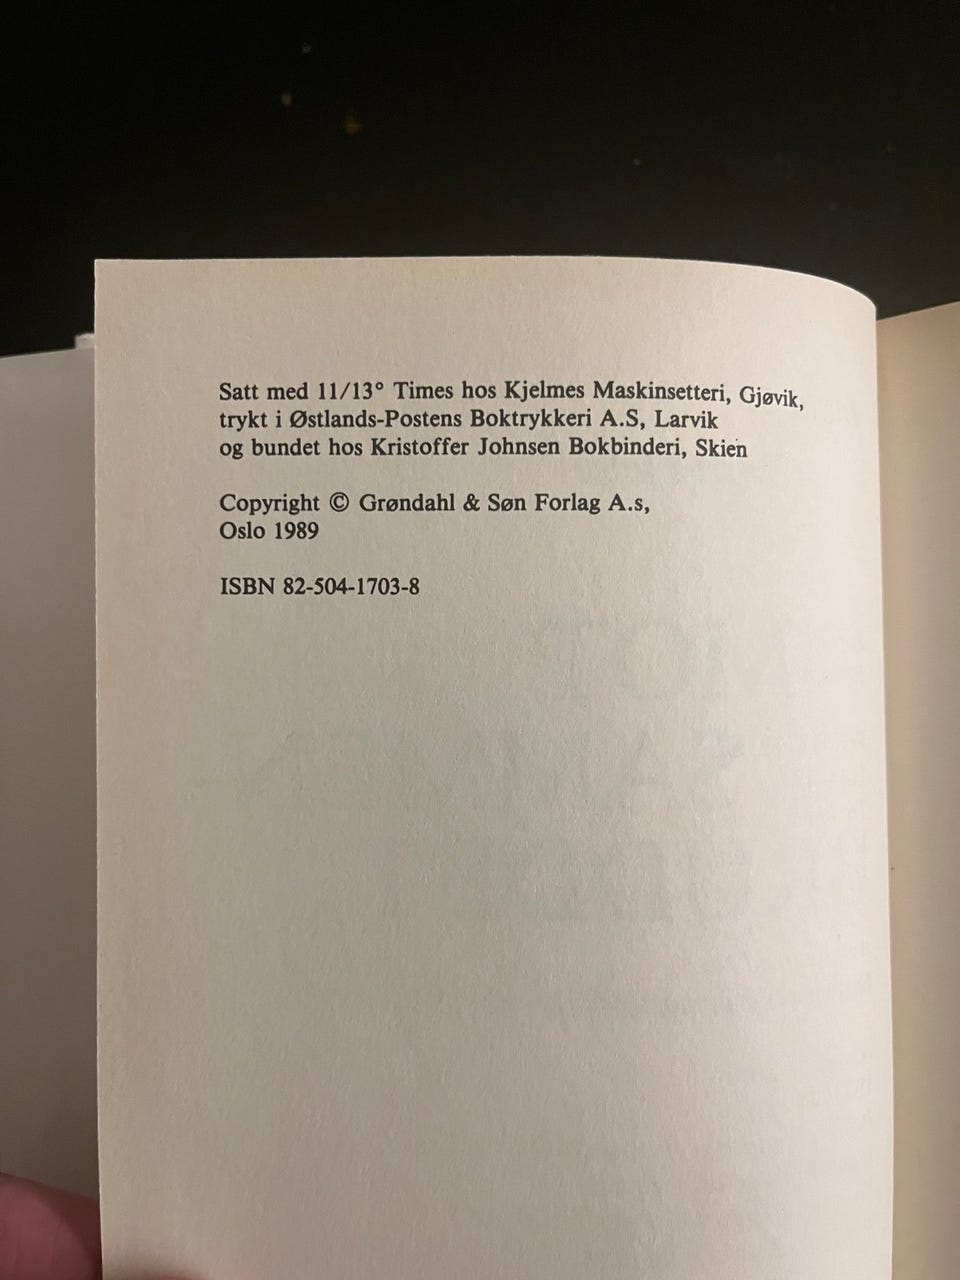 Satt med 11/13° Times hos Kjelmes Maskinsetteri, Gjøvik,
trykt i Østlands-Postens Boktrykkeri A.S, Larvik
og bundet hos Kristoffer Johnsen Bokbinderi, Skien
Copyright © Grøndahl & Søn Forlag A.s,
Oslo 1989
ISBN 82-504-1703-8